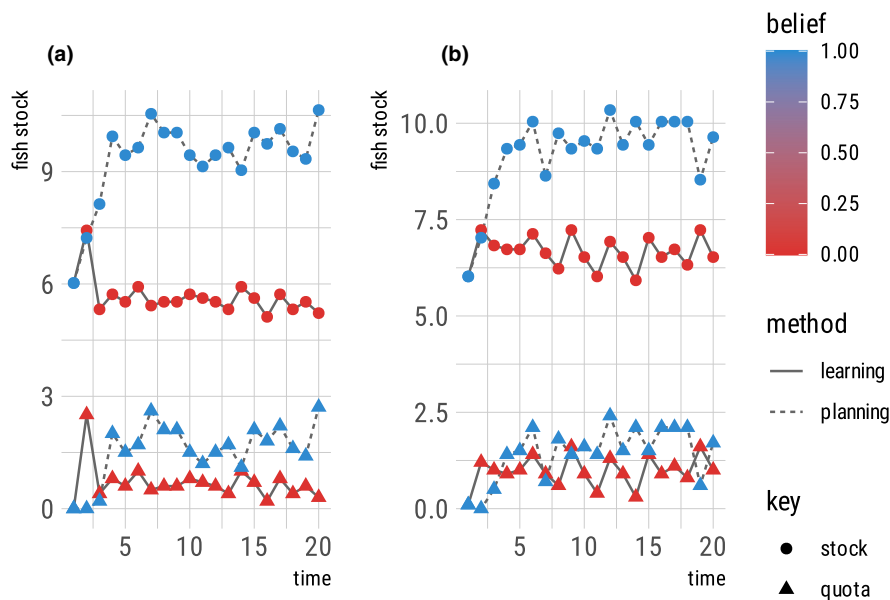 (a)
fish stock
9
6
3
0
5 10 15 20
time
(b)
fish stock
10.0
7.5
5.0
2.5
0.0
5 10 15 20
time
belief
1.00
0.75
0.50
0.25
0.00
method
learning
planning
key
stock
quota